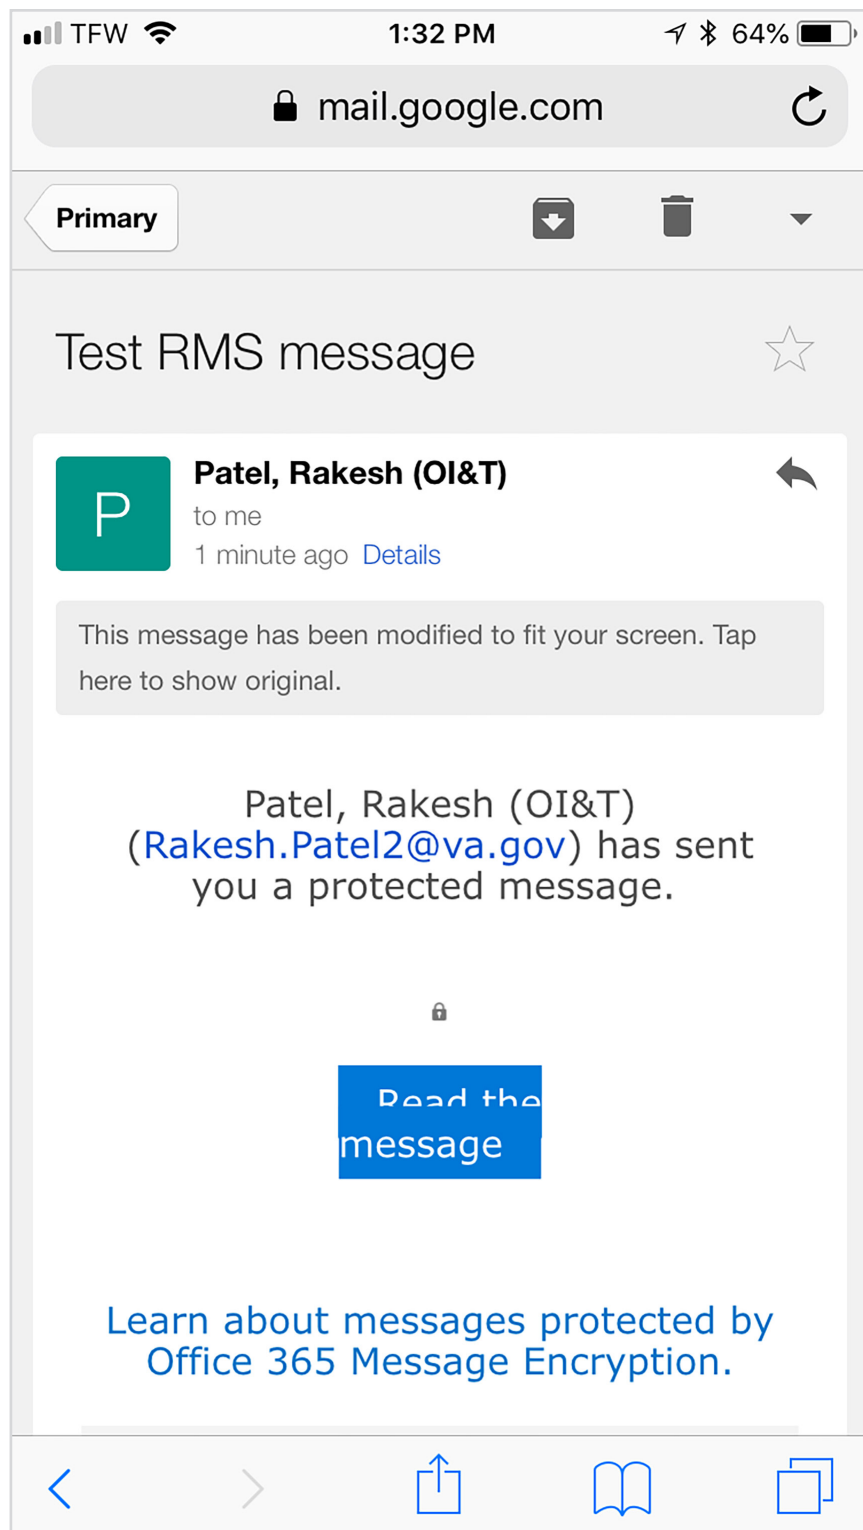 TFW 1:32 PM 64%
mail.google.com
Primary
Test RMS message
P
Patel, Rakesh (OI&T)
to me
1 minute ago Details
This message has been modified to fit your screen. Tap
here to show original.
Patel, Rakesh (OI&T)
(Rakesh.Patel2@va.gov) has sent
you a protected message.
Read the
message
Learn about messages protected by
Office 365 Message Encryption.